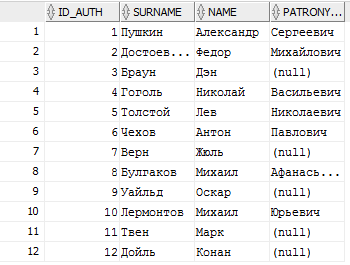 ID_AUTH SURNAME NAME PATRONY...
1 1 Пушкин Александр Сергеевич
2 2 Достоев... Федор Михайлович
3 3 Браун Дэн (null)
4 4 Гоголь Николай Васильевич
5 5 Толстой Лев Николаевич
6 6 Чехов Антон Павлович
7 7 Верн Жюль (null)
8 8 Булгаков Михаил Афанась...
9 9 Уайльд Оскар (null)
10 10 Лермонтов Михаил Юрьевич
11 11 Твен Марк (null)
12 12 Дойль Конан (null)